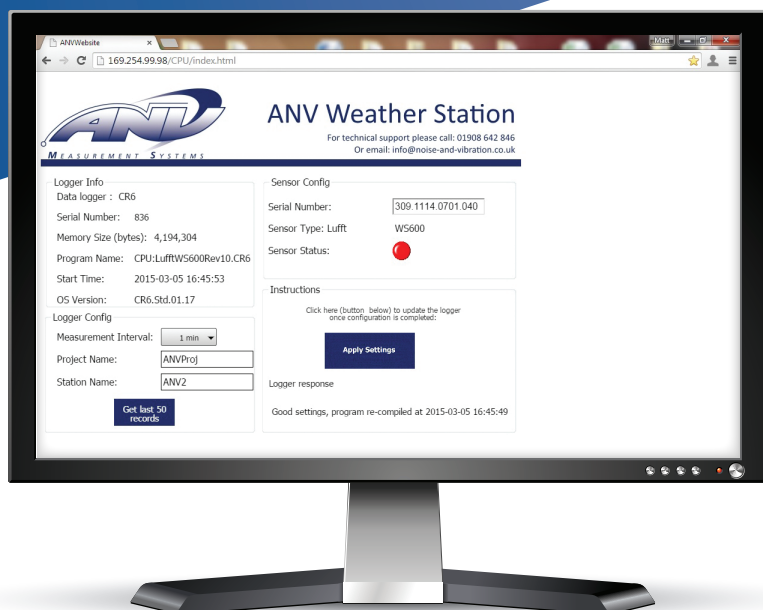 ANVWebsite
Matt
169.254.99.98/CPU/index.html
ANV
MEASUREMENT SYSTEMS
ANV Weather Station
For technical support please call: 01908 642 846
Or email: info@noise-and-vibration.co.uk
Logger Info
Data logger : CR6
Serial Number: 836
Memory Size (bytes): 4,194,304
Program Name: CPU:LufftWS600Rev10.CR6
Start Time: 2015-03-05 16:45:53
OS Version: CR6.Std.01.17
Logger Config
Measurement Interval: 1 min
Project Name: ANVProj
Station Name: ANV2
Get last 50
records
Sensor Config
Serial Number: 309.1114.0701.040
Sensor Type: Lufft WS600
Sensor Status:
Instructions
Click here (button below) to update the logger
once configuration is completed:
Apply Settings
Logger response
Good settings, program re-compiled at 2015-03-05 16:45:49